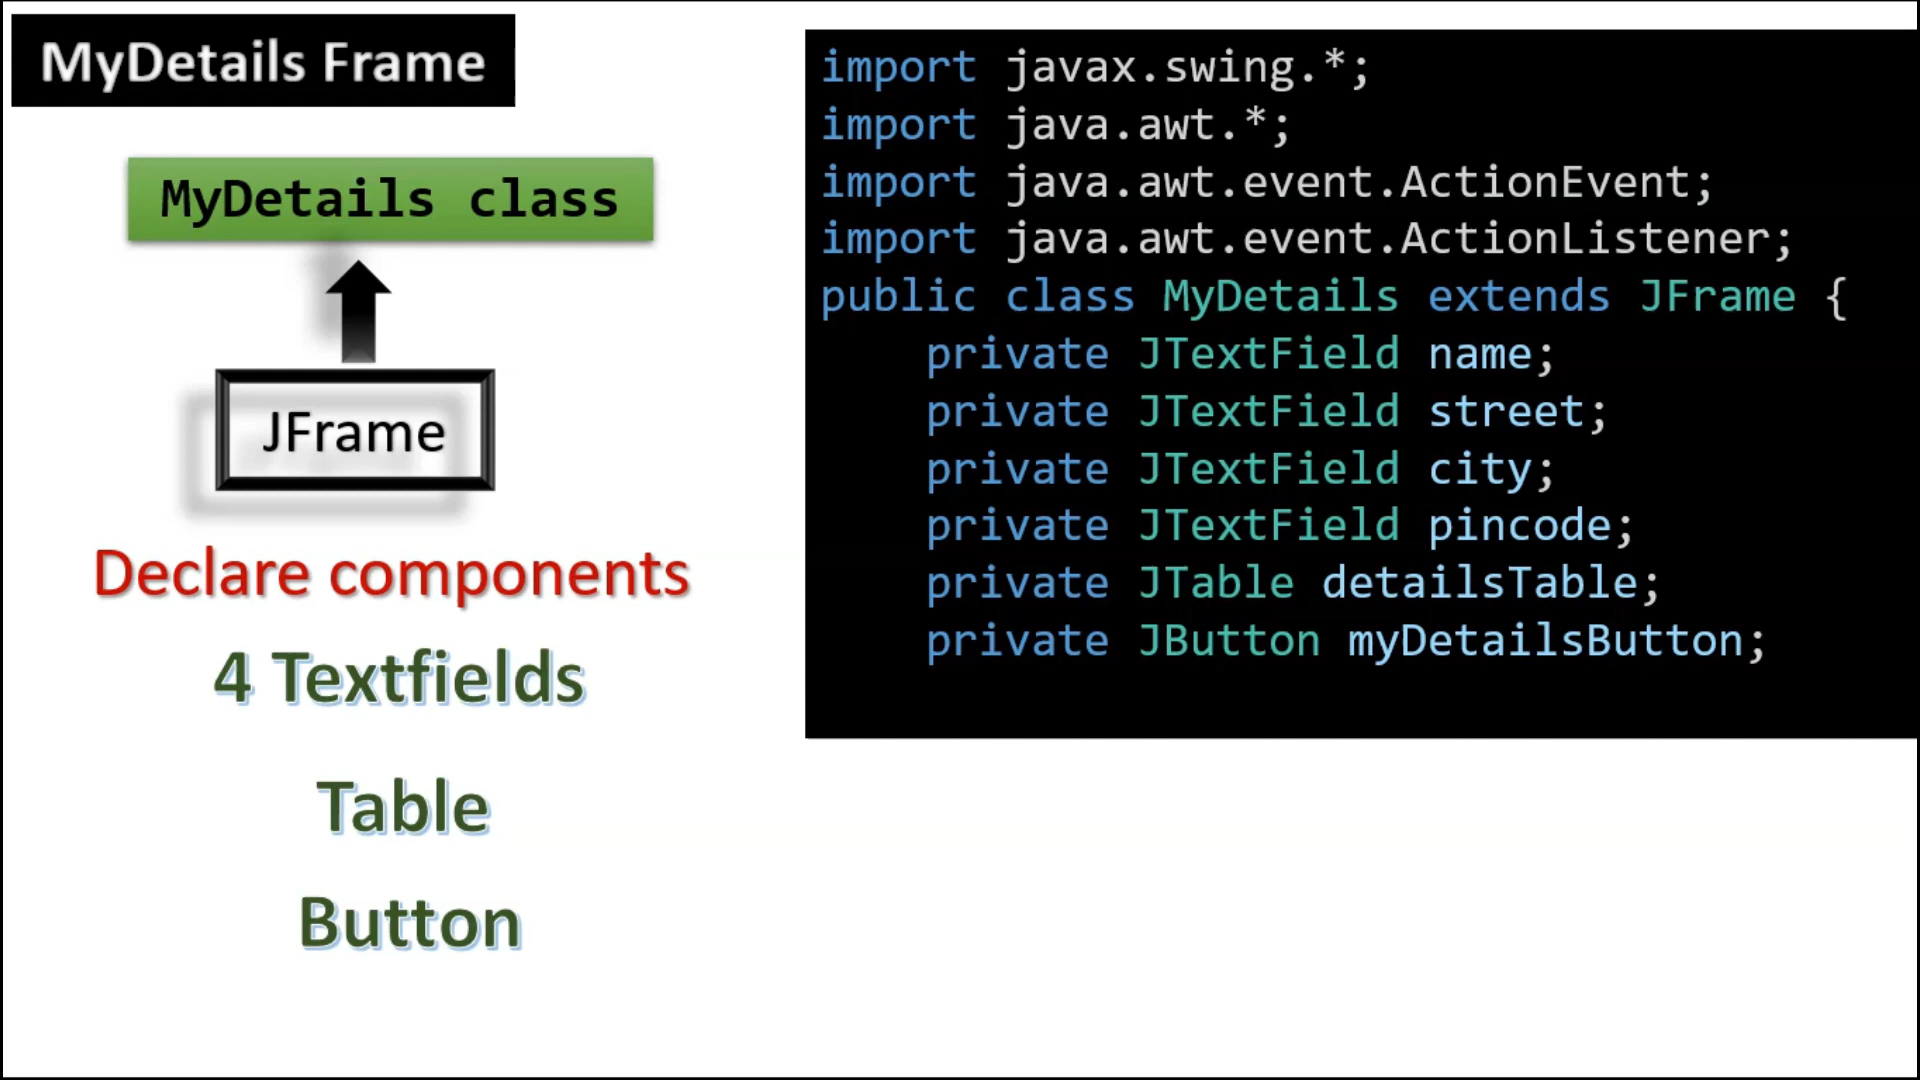 MyDetails Frame
MyDetails class
JFrame
Declare components
4 Textfields
Table
Button
import javax.swing.*;
import java.awt.*;
import java.awt.event.ActionEvent;
import java.awt.event.ActionListener;
public class MyDetails extends JFrame {
    private JTextField name;
    private JTextField street;
    private JTextField city;
    private JTextField pincode;
    private JTable detailsTable;
    private JButton myDetailsButton;